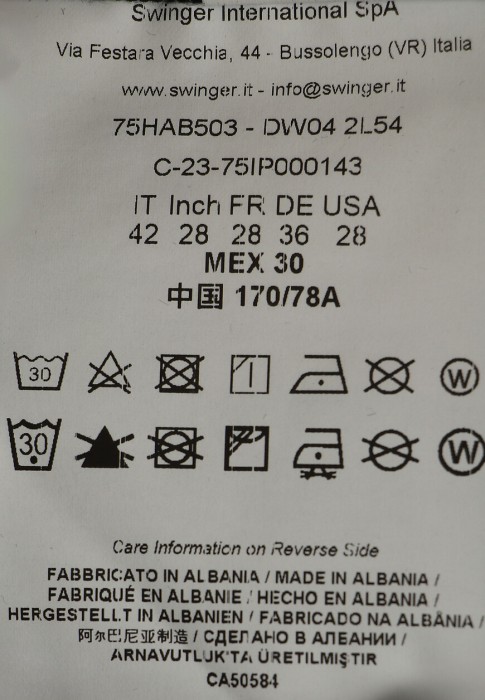 Swinger International SpA
Via Festara Vecchia, 44 - Bussolengo (VR) Italia
www.swinger.it - info@swinger.it
75HAB503 - DW04 2L54
C-23-75IP000143
IT Inch FR DE USA
42 28 28 36 28
MEX 30
中国 170/78A
30 W
30 W
Care Information on Reverse Side
FABBRICATO IN ALBANIA / MADE IN ALBANIA /
FABRIQUÉ EN ALBANIE / HECHO EN ALBANIA /
HERGESTELLT IN ALBANIEN / FABRICADO NA ALBÂNIA /
阿尔巴尼亚制造 / СДЕЛАНО В АЛБАНИИ /
ARNAVUTLUK'TA ÜRETILMIŞTIR
CA50584